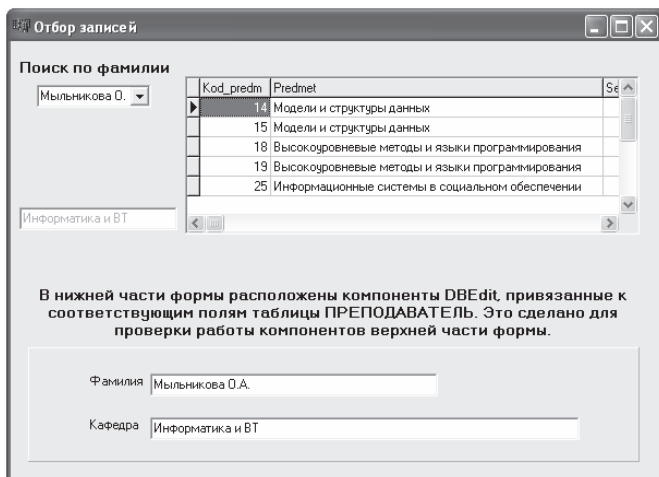 Отбор записей
Поиск по фамилии
Мыльникова О.
Kod_predm Predmet Se
14 Модели и структуры данных
15 Модели и структуры данных
18 Высокоуровневые методы и языки программирования
19 Высокоуровневые методы и языки программирования
25 Информационные системы в социальном обеспечении
Информатика и ВТ
В нижней части формы расположены компоненты DBEdit, привязанные к
соответствующим полям таблицы ПРЕПОДАВАТЕЛЬ. Это сделано для
проверки работы компонентов верхней части формы.
Фамилия Мыльникова О.А.
Кафедра Информатика и ВТ